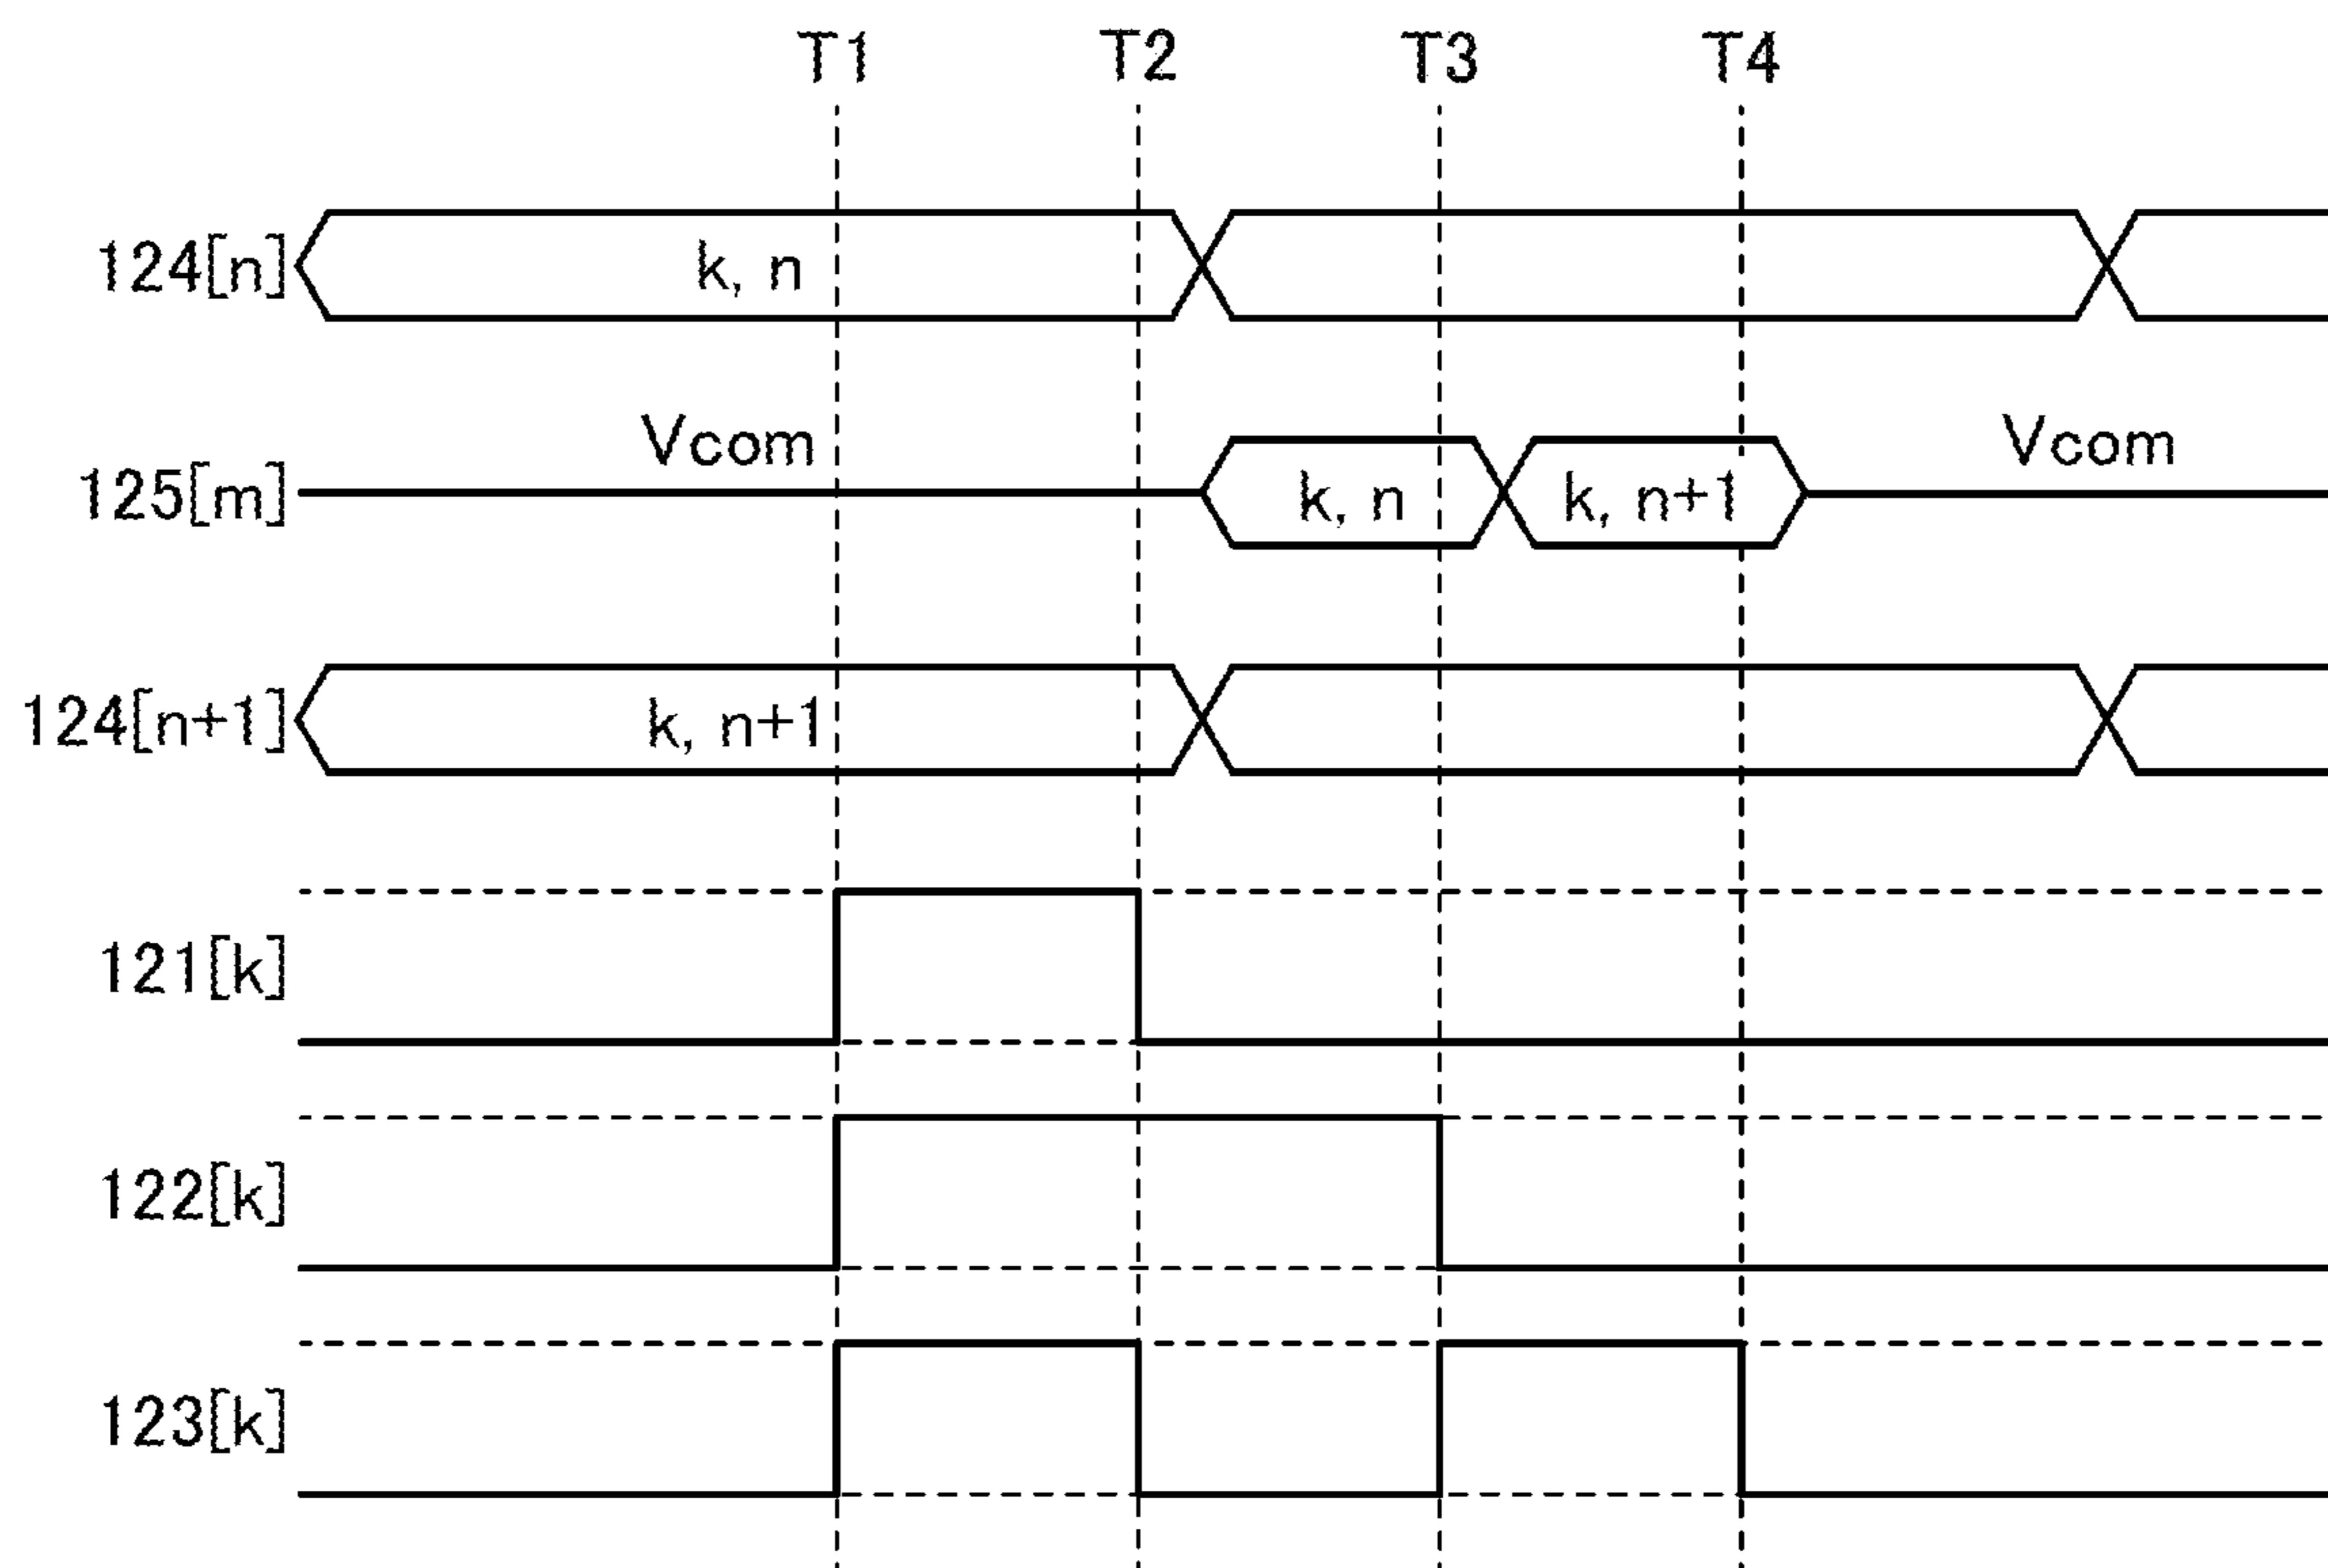 T1 T2 T3 T4
124[n] k, n
Vcom Vcom
125[m] k, n k, n+1
124[n+1] k, n+1
121[k]
122[k]
123[k]